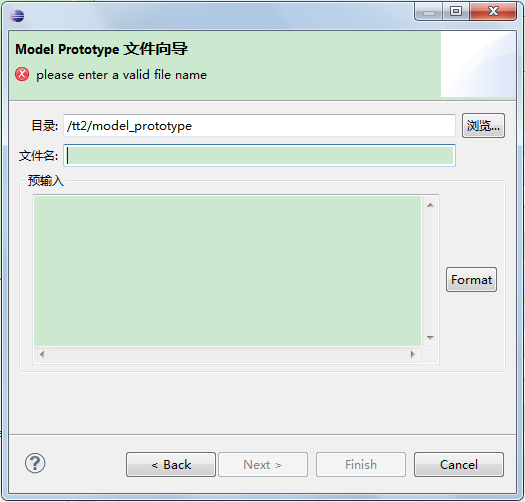 Model Prototype 文件向导
please enter a valid file name
目录: /tt2/model_prototype 浏览...
文件名:
预输入
Format
< Back Next > Finish Cancel